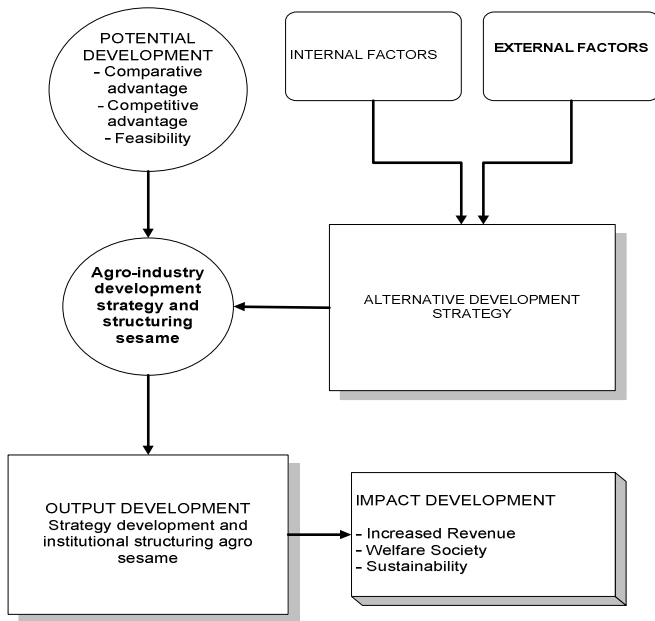 POTENTIAL
DEVELOPMENT
- Comparative
advantage
- Competitive
advantage
- Feasibility
INTERNAL FACTORS
EXTERNAL FACTORS
Agro-industry
development
strategy and
structuring
sesame
ALTERNATIVE DEVELOPMENT
STRATEGY
OUTPUT DEVELOPMENT
Strategy development and
institutional structuring agro
sesame
IMPACT DEVELOPMENT
- Increased Revenue
- Welfare Society
- Sustainability